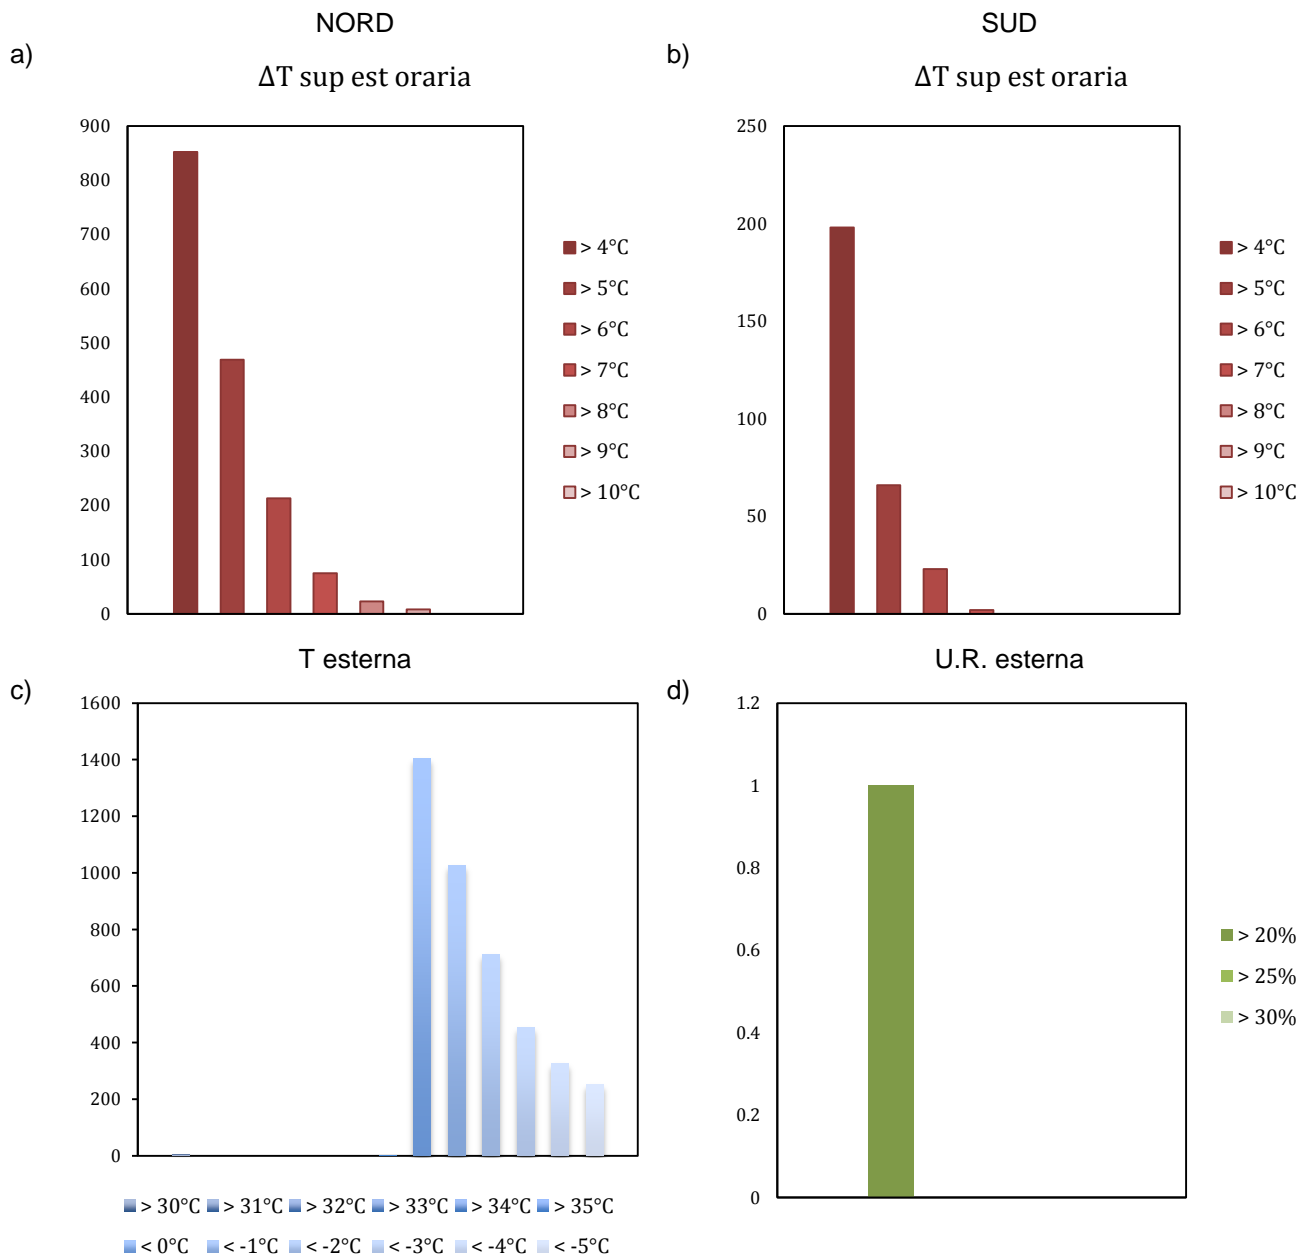 NORD
a)
ΔT sup est oraria
900
800
700
600
500
400
300
200
100
0
> 4°C
> 5°C
> 6°C
> 7°C
> 8°C
> 9°C
> 10°C
SUD
b)
ΔT sup est oraria
250
200
150
100
50
0
> 4°C
> 5°C
> 6°C
> 7°C
> 8°C
> 9°C
> 10°C
T esterna
c)
1600
1400
1200
1000
800
600
400
200
0
> 30°C > 31°C > 32°C > 33°C > 34°C > 35°C
< 0°C < -1°C < -2°C < -3°C < -4°C < -5°C
U.R. esterna
d)
1.2
1
0.8
0.6
0.4
0.2
0
> 20%
> 25%
> 30%